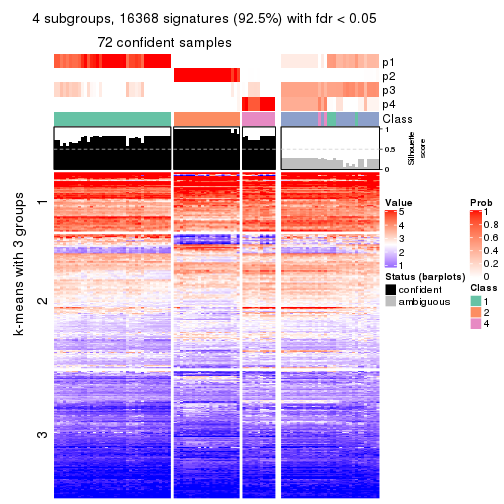 4 subgroups, 16368 signatures (92.5%) with fdr < 0.05
72 confident samples
p1
p2
p3
p4
Class
1
0.5
0
Silhouette
score
k-means with 3 groups
1
2
3
Value
5
4
3
2
1
Status (barplots)
confident
ambiguous
Prob
1
0.8
0.6
0.4
0.2
0
Class
1
2
4